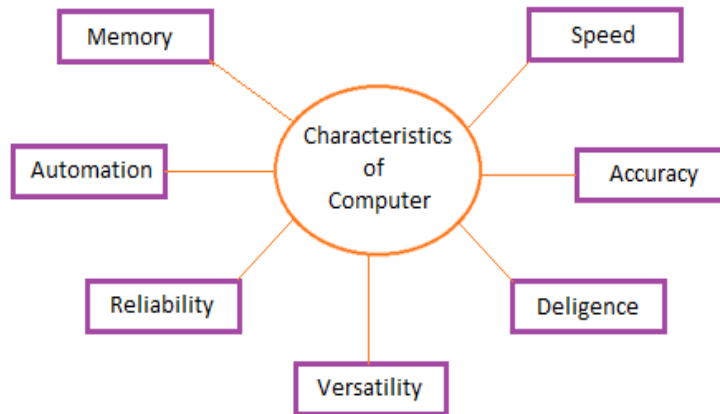 Memory
Speed
Characteristics
of
Computer
Automation
Accuracy
Reliability
Deligence
Versatility